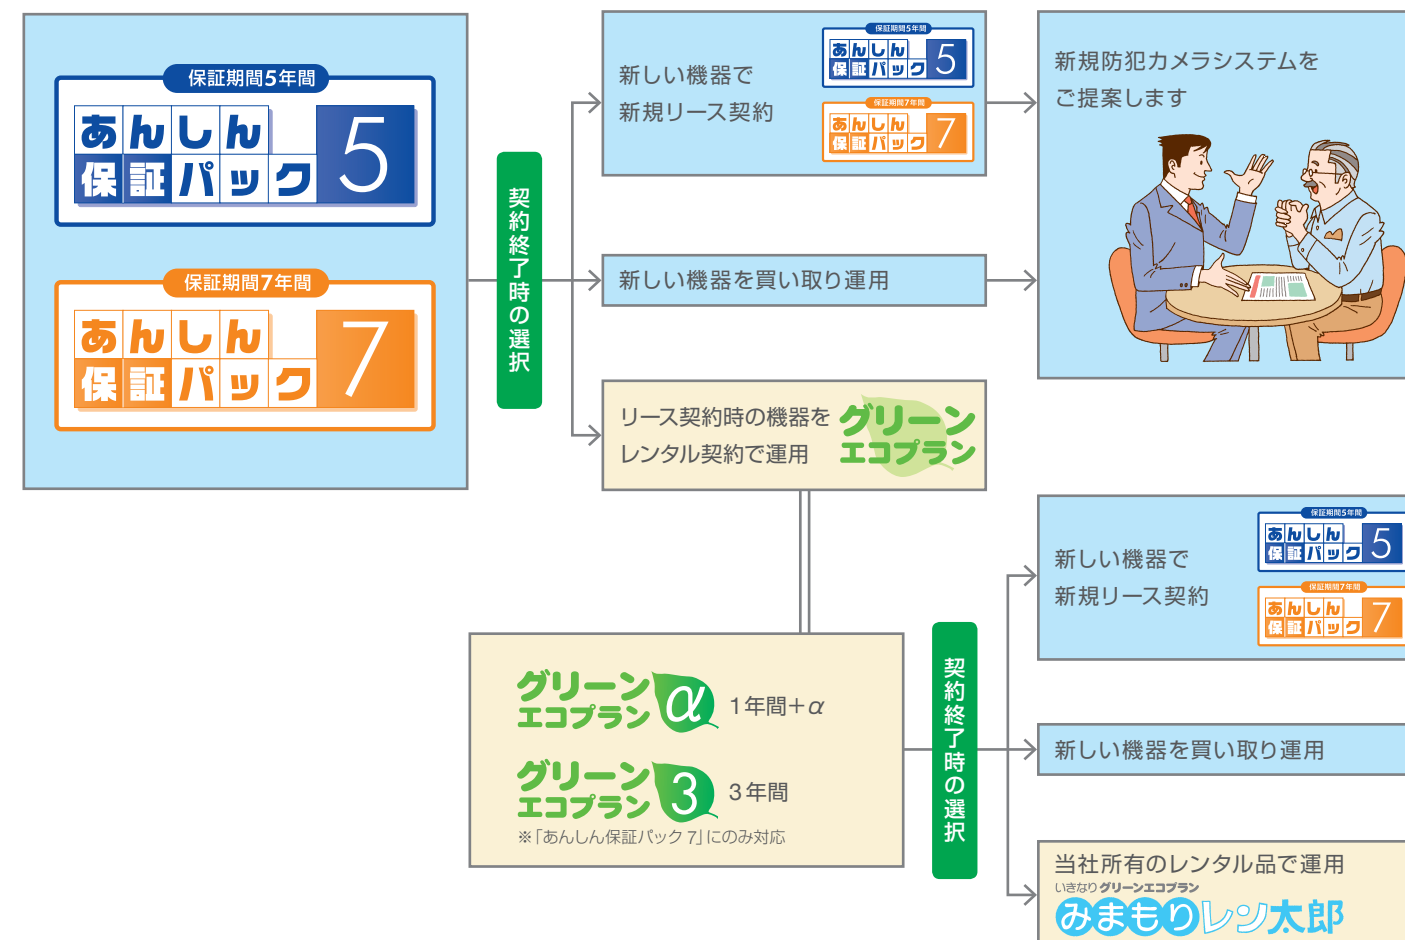 保証期間5年間
あんしん
保証パック 5
保証期間7年間
あんしん
保証パック 7
契約終了時の選択
新しい機器で
新規リース契約
保証期間5年間
あんしん
保証パック 5
保証期間7年間
あんしん
保証パック 7
新規防犯カメラシステムを
ご提案します
新しい機器を買い取り運用
リース契約時の機器を
レンタル契約で運用
グリーン
エコプラン
グリーン
エコプラン α 1年間+α
グリーン
エコプラン 3 3年間
※「あんしん保証パック 7」にのみ対応
契約終了時の選択
新しい機器で
新規リース契約
保証期間5年間
あんしん
保証パック 5
保証期間7年間
あんしん
保証パック 7
新しい機器を買い取り運用
当社所有のレンタル品で運用
いきなりグリーンエコプラン
みまもりレン太郎